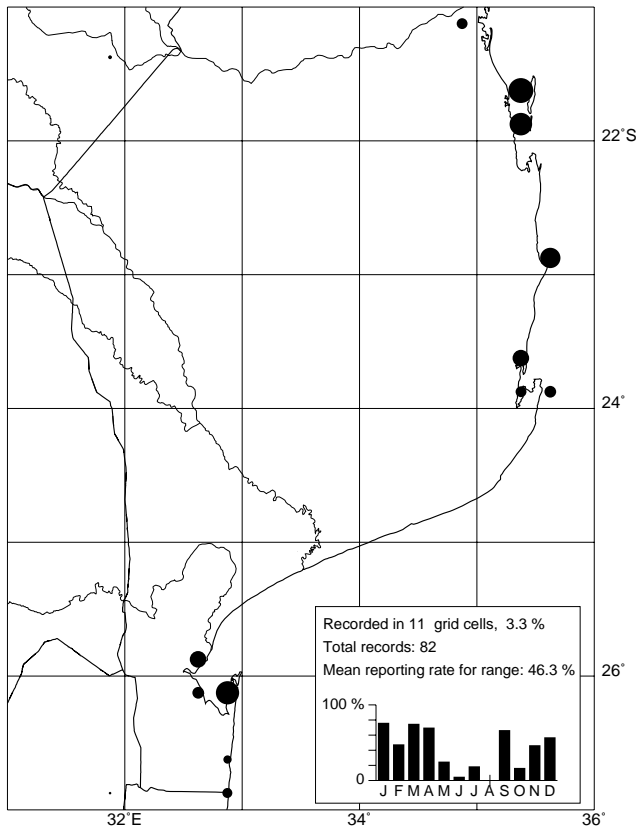 22°S
24°
Recorded in 11 grid cells, 3.3 %
Total records: 82
Mean reporting rate for range: 46.3 %
26°
100 %
0
J F M A M J J A S O N D
32°E 34° 36°